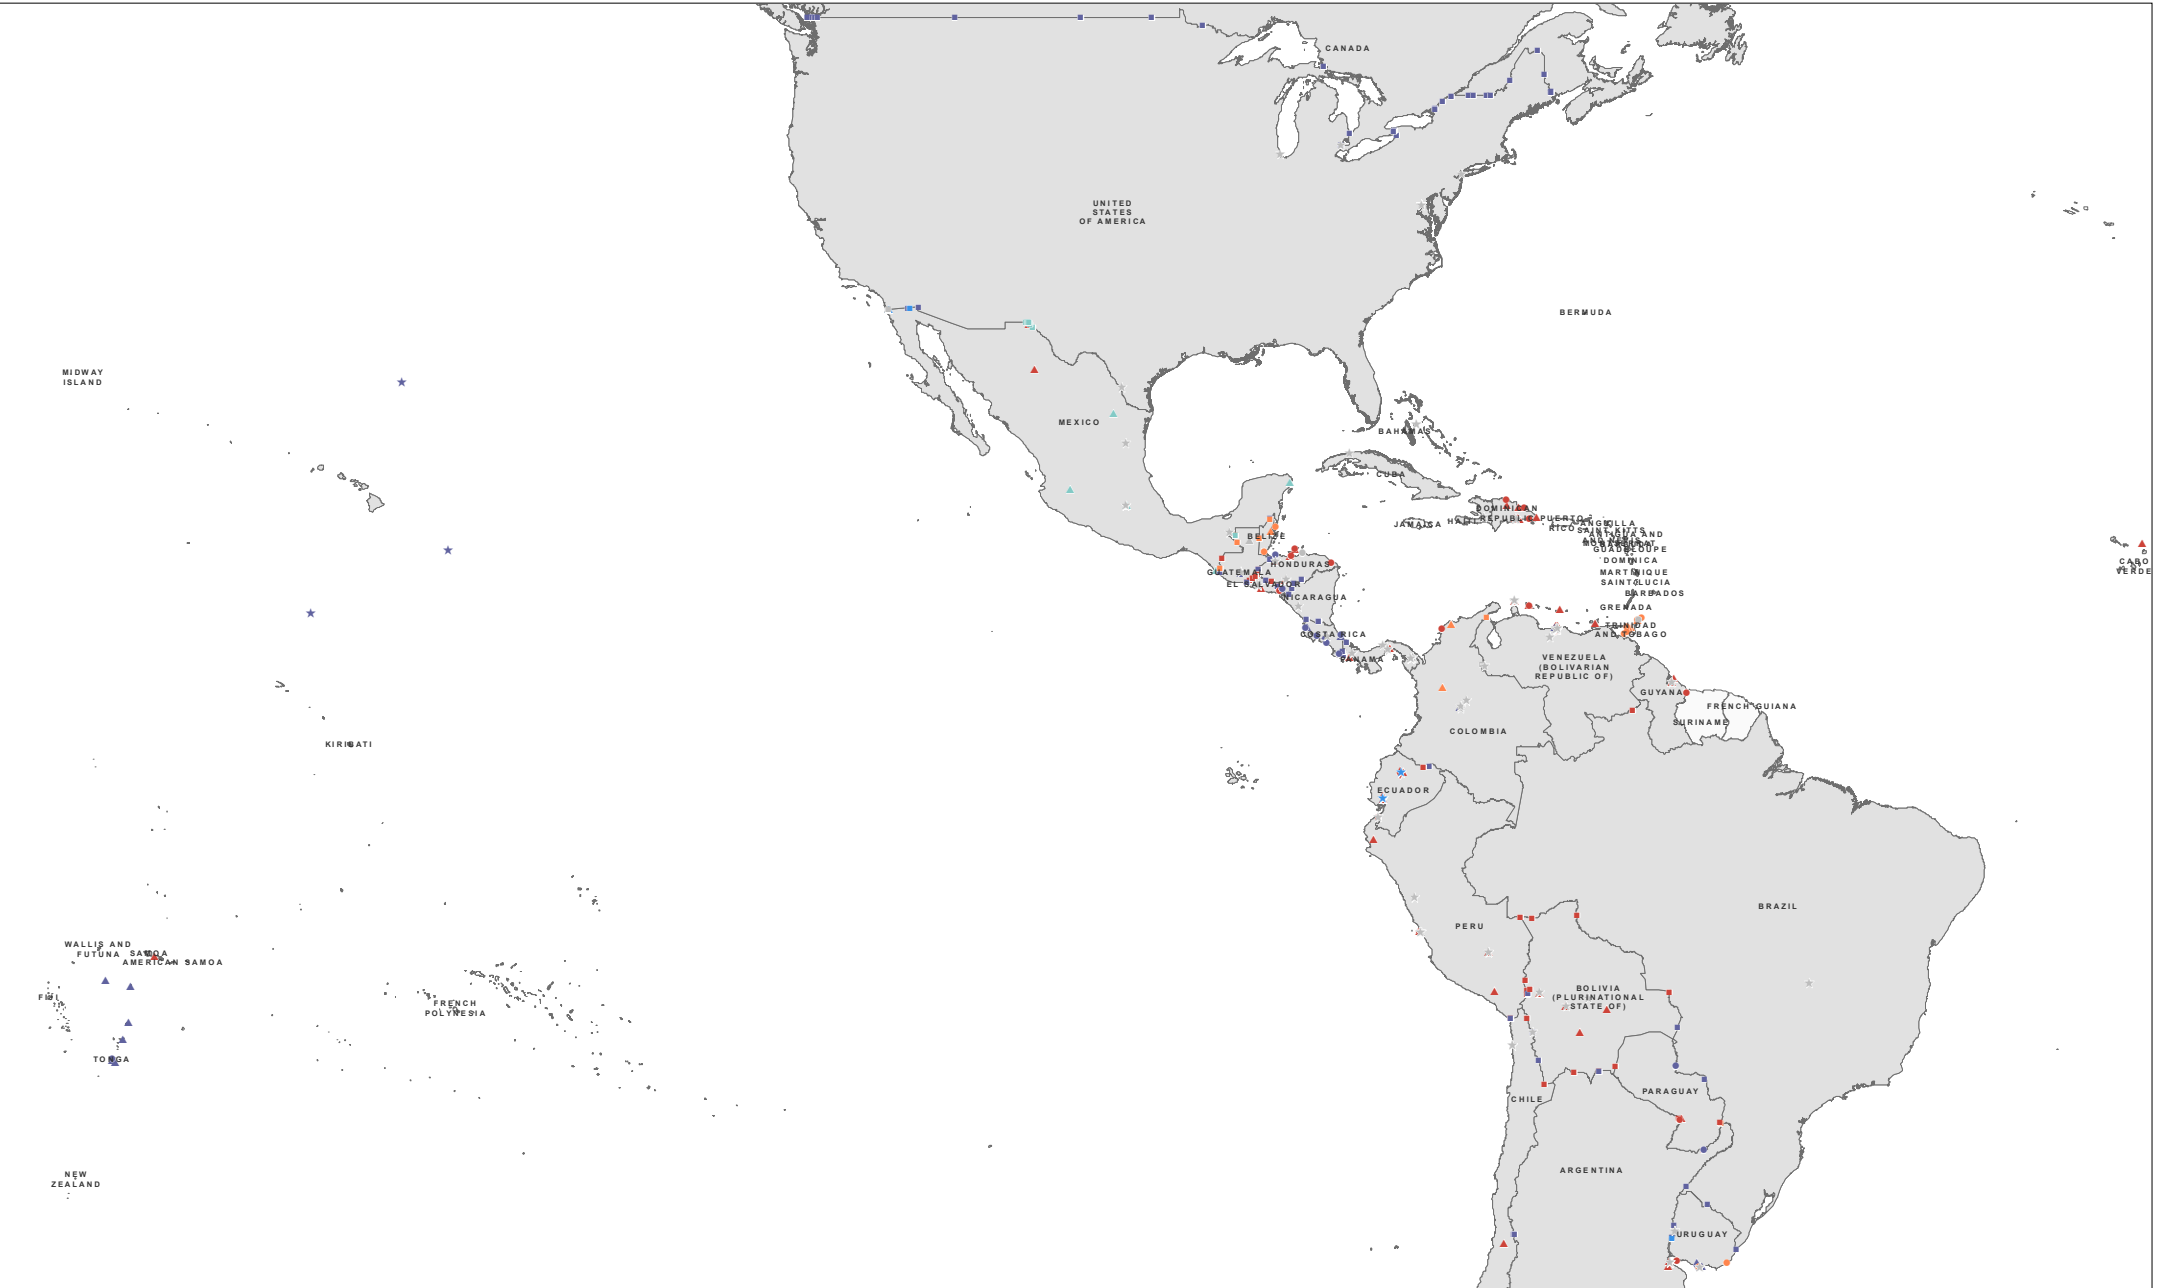 CANADA
UNITED
STATES
OF AMERICA
BERMUDA
MIDWAY
ISLAND
MEXICO
BAHAMAS
CUBA
DOMINICAN
REPUBLIC
JAMAICA
HAITI
PUERTO
RICO
ANGUILLA
SAINT KITTS
ANTIGUA AND
GUADELOUPE
DOMINICA
MARTINIQUE
SAINT LUCIA
BARBADOS
GRENADA
TRINIDAD
AND TOBAGO
BELIZE
HONDURAS
GUATEMALA
EL SALVADOR
NICARAGUA
COSTA RICA
PANAMA
CABO
VERDE
VENEZUELA
(BOLIVARIAN
REPUBLIC OF)
GUYANA
FRENCH GUIANA
SURINAME
COLOMBIA
KIRIBATI
ECUADOR
BRAZIL
PERU
WALLIS AND
FUTUNA
SAMOA
AMERICAN SAMOA
FIJI
FRENCH
POLYNESIA
BOLIVIA
(PLURINATIONAL
STATE OF)
TONGA
PARAGUAY
CHILE
ARGENTINA
NEW
ZEALAND
URUGUAY